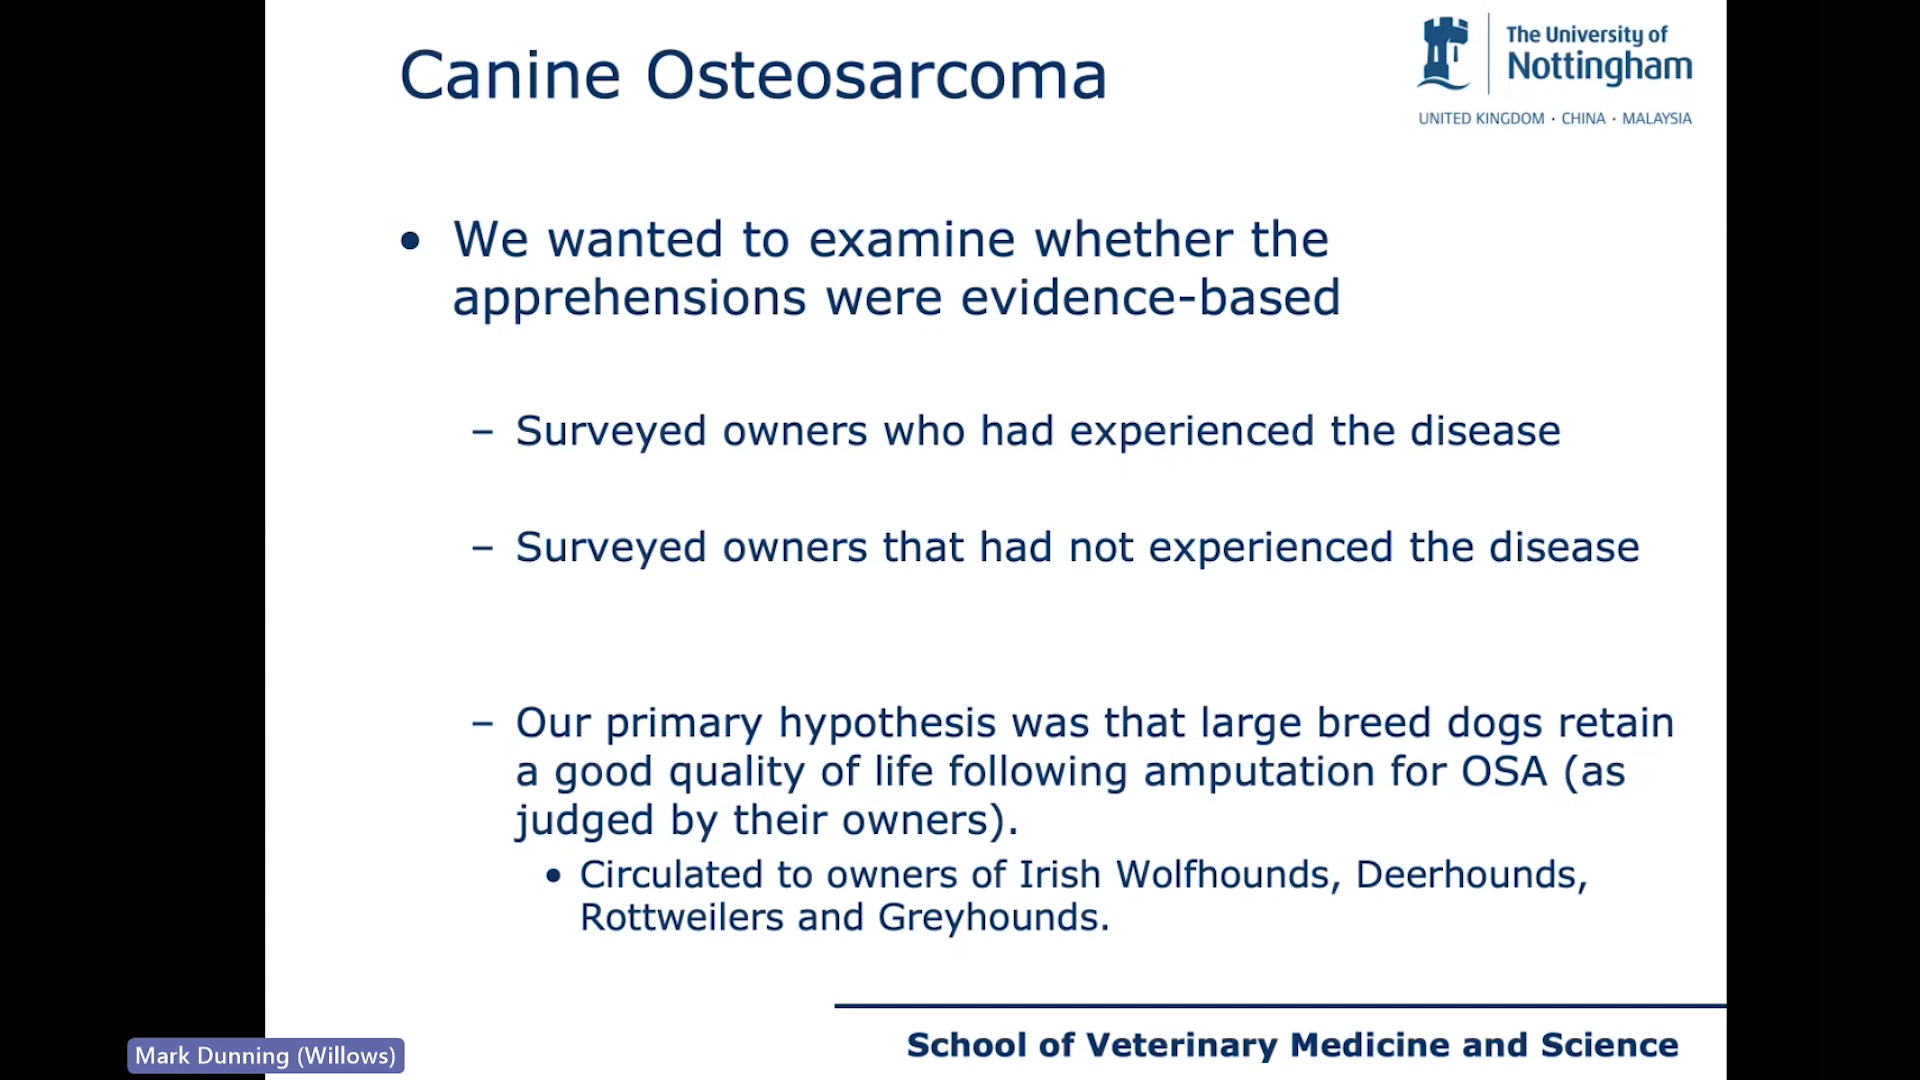 Canine Osteosarcoma
The University of
Nottingham
UNITED KINGDOM · CHINA · MALAYSIA
• We wanted to examine whether the
apprehensions were evidence-based
– Surveyed owners who had experienced the disease
– Surveyed owners that had not experienced the disease
– Our primary hypothesis was that large breed dogs retain
a good quality of life following amputation for OSA (as
judged by their owners).
• Circulated to owners of Irish Wolfhounds, Deerhounds,
Rottweilers and Greyhounds.
School of Veterinary Medicine and Science
Mark Dunning (Willows)